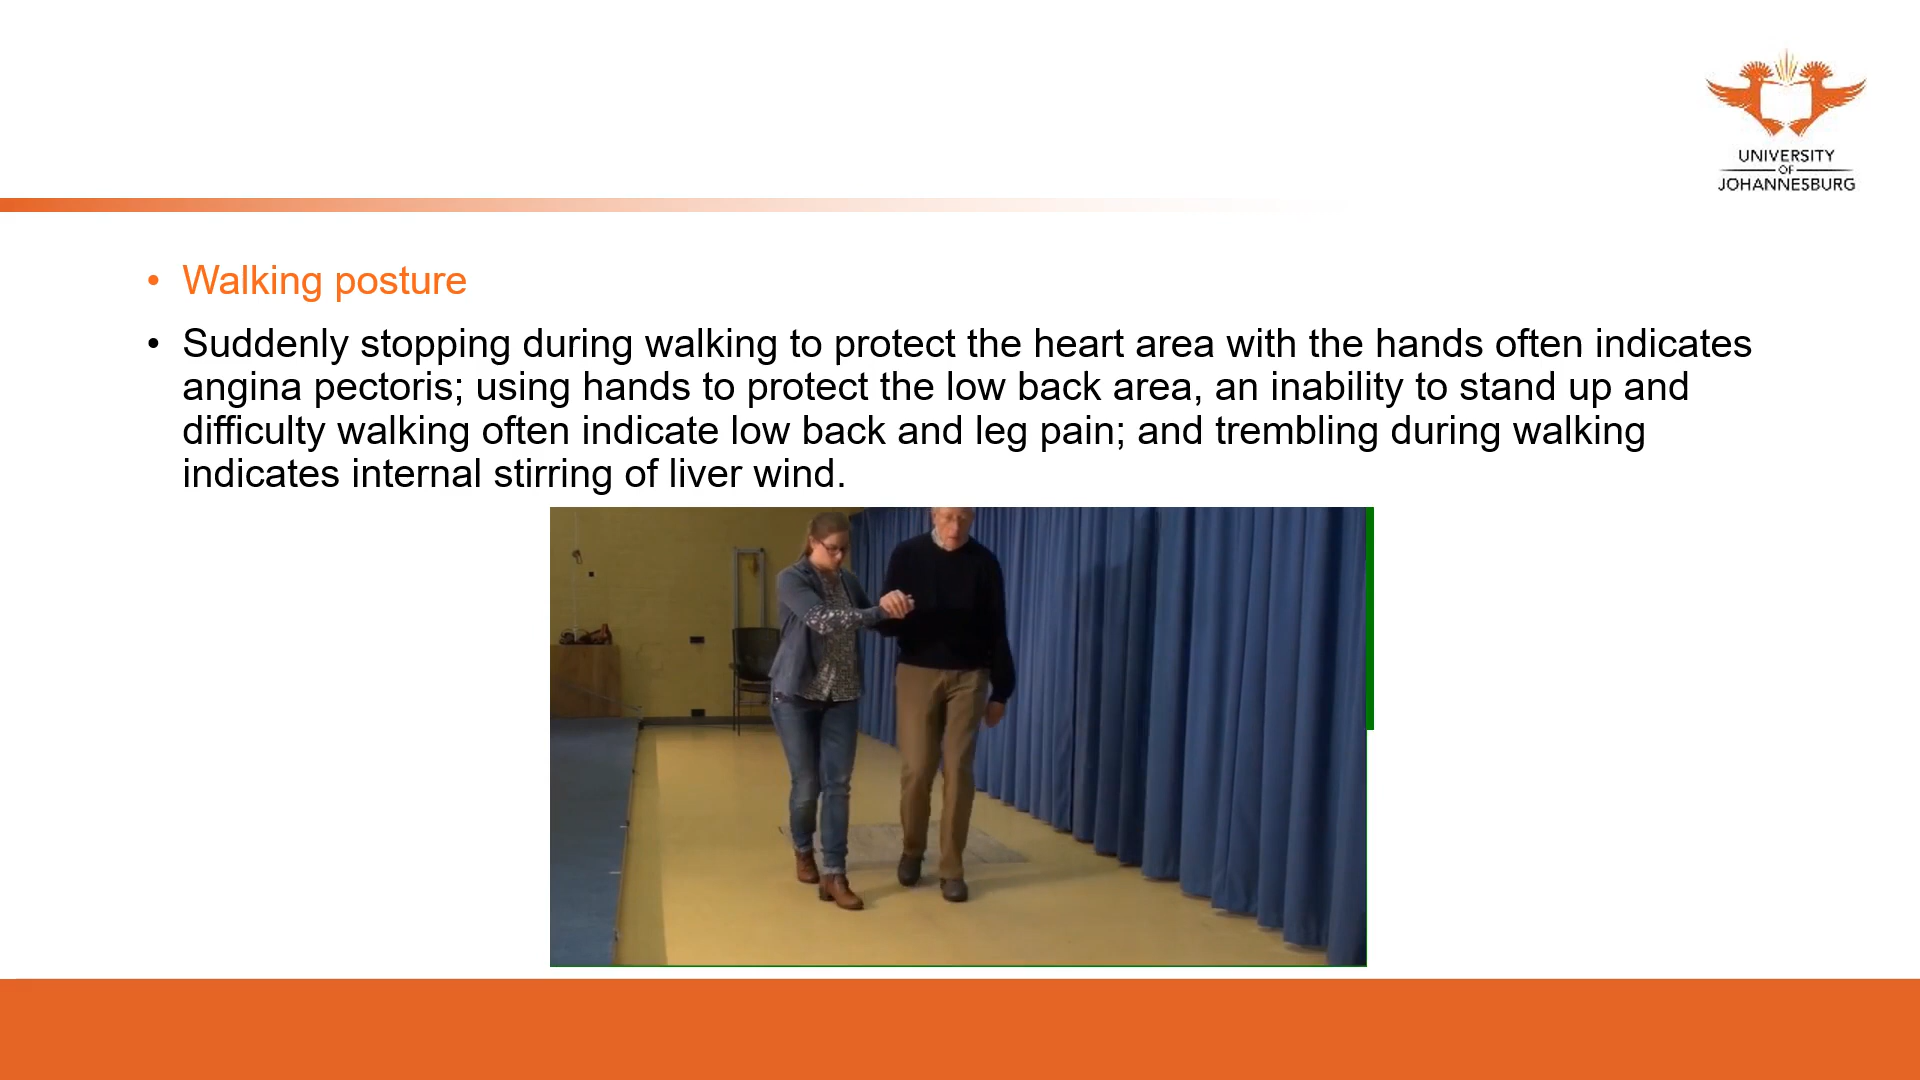 UNIVERSITY
OF
JOHANNESBURG
• Walking posture
• Suddenly stopping during walking to protect the heart area with the hands often indicates
angina pectoris; using hands to protect the low back area, an inability to stand up and
difficulty walking often indicate low back and leg pain; and trembling during walking
indicates internal stirring of liver wind.